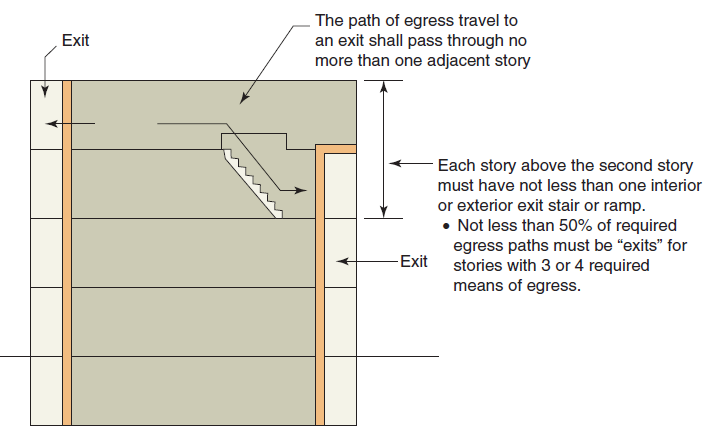 Exit
The path of egress travel to
an exit shall pass through no
more than one adjacent story
Each story above the second story
must have not less than one interior
or exterior exit stair or ramp.
• Not less than 50% of required
egress paths must be “exits” for
stories with 3 or 4 required
means of egress.
Exit